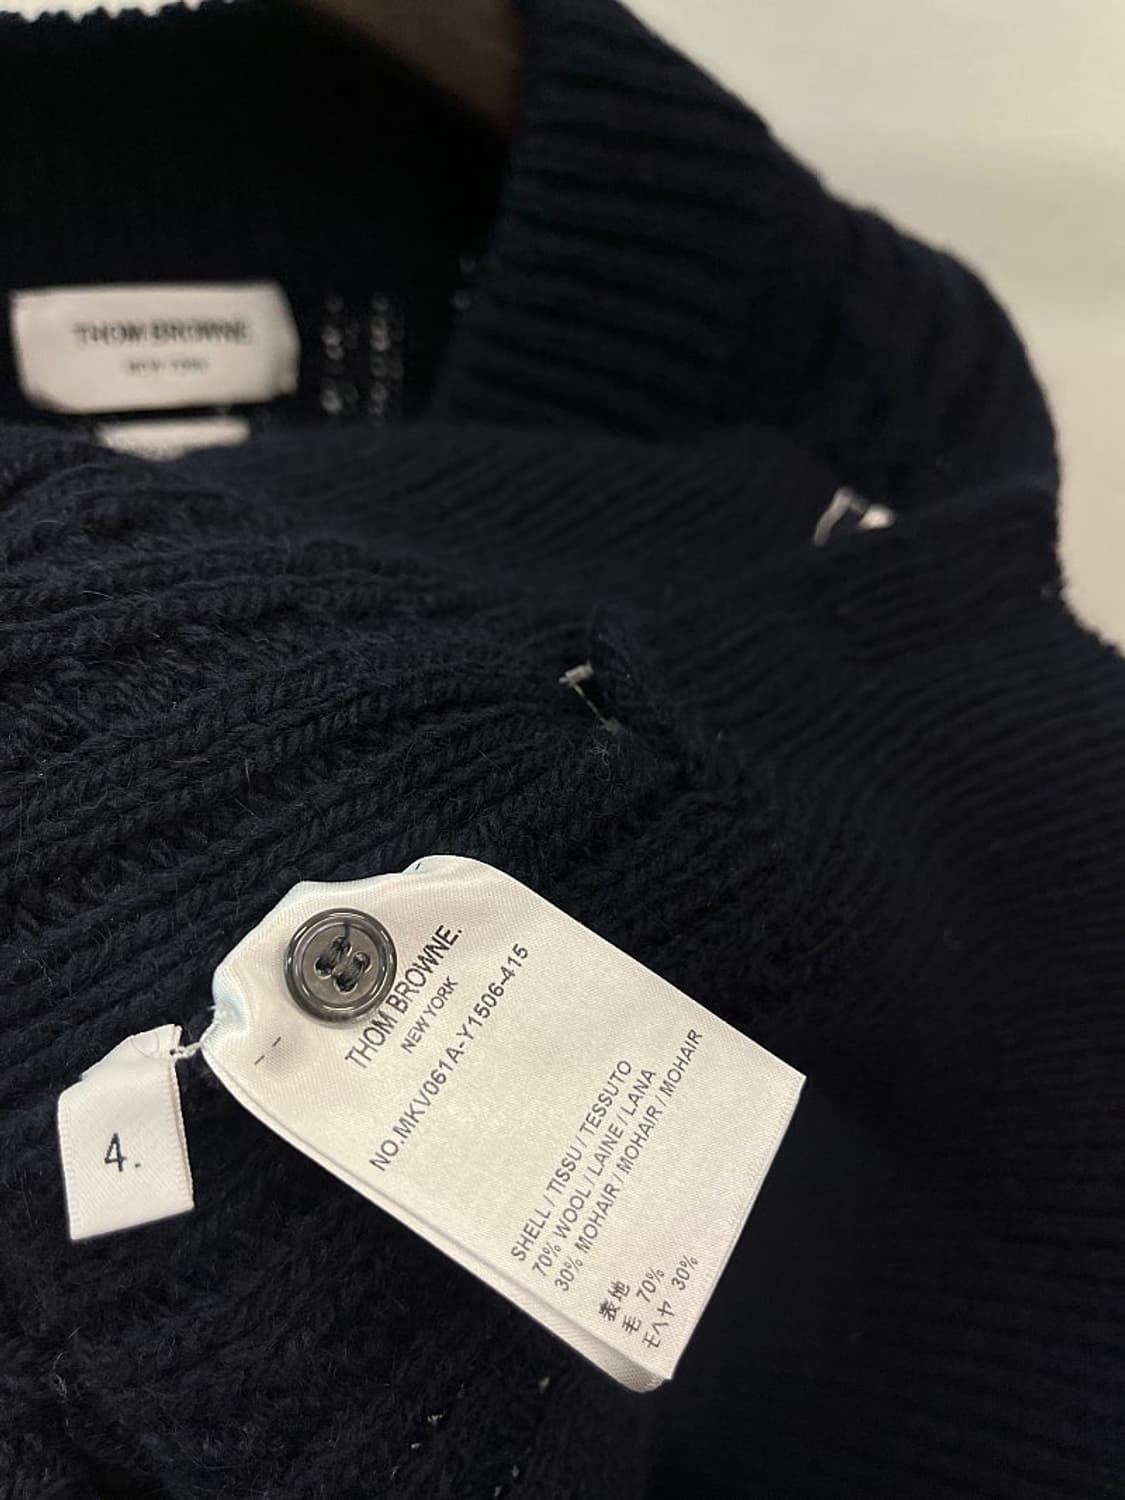 THOM BROWNE.
NEW YORK
4.
THOM BROWNE.
NEW YORK
NO.MKV061A-Y1506-415
SHELL / TISSU / TESSUTO
70% WOOL / LAINE / LANA
30% MOHAIR / MOHAIR / MOHAIR / MOHAIR
表地
毛 70%
モヘヤ 30%